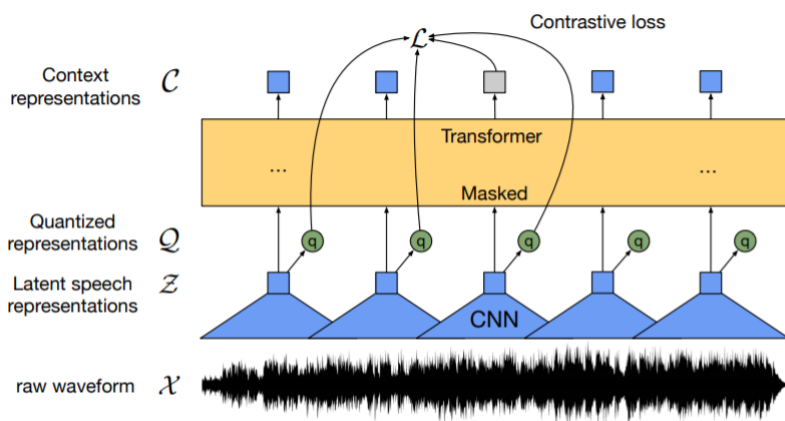 Contrastive loss
ℒ
Context
representations 𝒞
Transformer
... ...
Masked
Quantized
representations 𝒬
q q q q q
Latent speech
representations 𝒵
CNN
raw waveform 𝒳